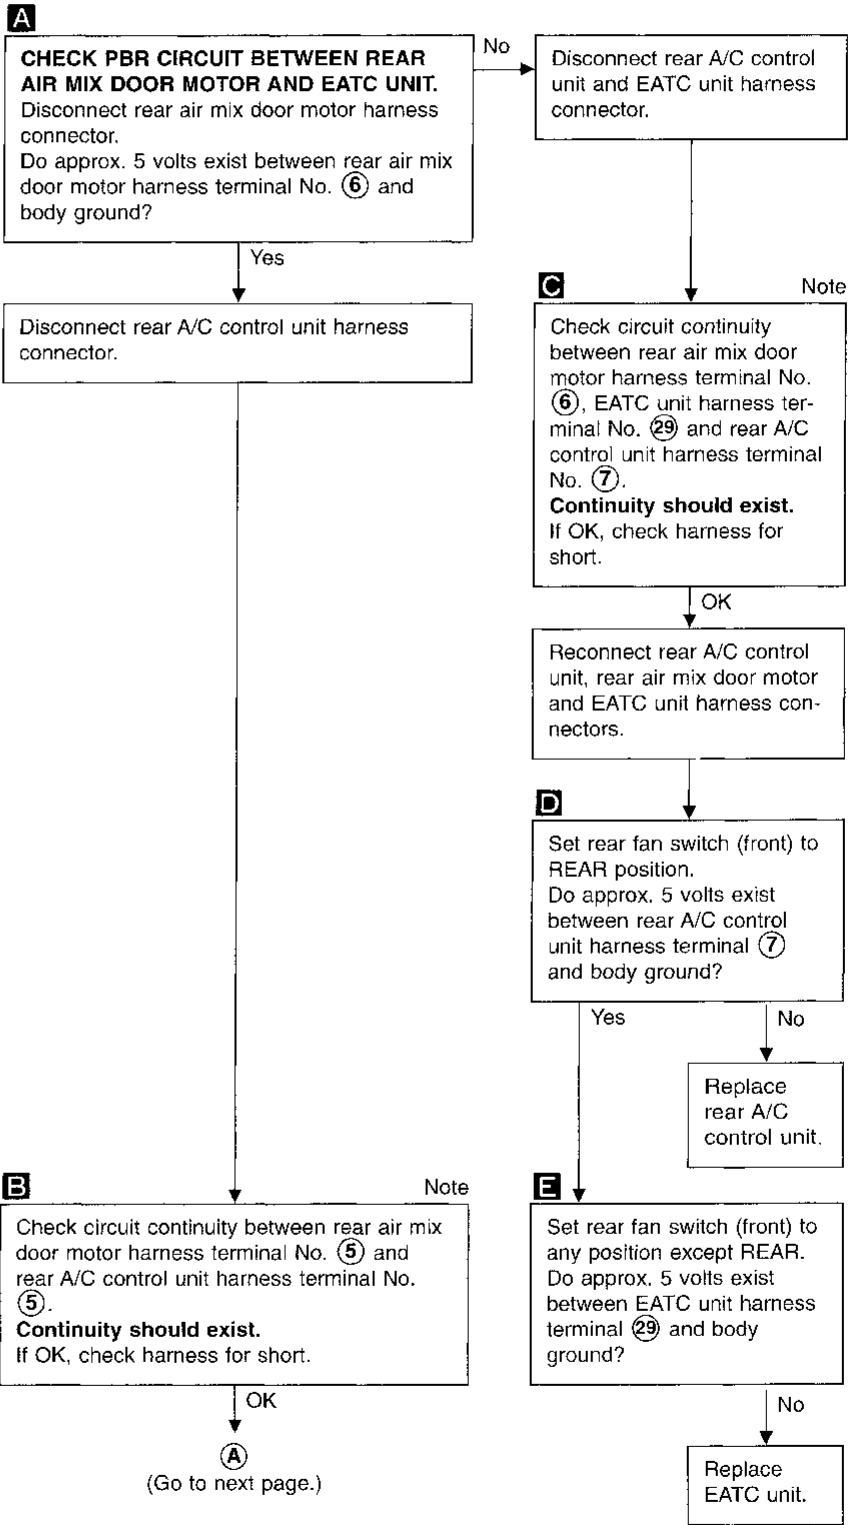 A
CHECK PBR CIRCUIT BETWEEN REAR
AIR MIX DOOR MOTOR AND EATC UNIT.
Disconnect rear air mix door motor harness
connector.
Do approx. 5 volts exist between rear air mix
door motor harness terminal No. ⑥ and
body ground?
No
Disconnect rear A/C control
unit and EATC unit harness
connector.
Yes
Disconnect rear A/C control unit harness
connector.
C
Note
Check circuit continuity
between rear air mix door
motor harness terminal No.
⑥, EATC unit harness ter-
minal No. ㉙ and rear A/C
control unit harness terminal
No. ⑦.
Continuity should exist.
If OK, check harness for
short.
OK
Reconnect rear A/C control
unit, rear air mix door motor
and EATC unit harness con-
nectors.
D
Set rear fan switch (front) to
REAR position.
Do approx. 5 volts exist
between rear A/C control
unit harness terminal ⑦
and body ground?
Yes
No
Replace
rear A/C
control unit.
B
Note
Check circuit continuity between rear air mix
door motor harness terminal No. ⑤ and
rear A/C control unit harness terminal No.
⑤.
Continuity should exist.
If OK, check harness for short.
OK
Ⓐ
(Go to next page.)
E
Set rear fan switch (front) to
any position except REAR.
Do approx. 5 volts exist
between EATC unit harness
terminal ㉙ and body
ground?
No
Replace
EATC unit.